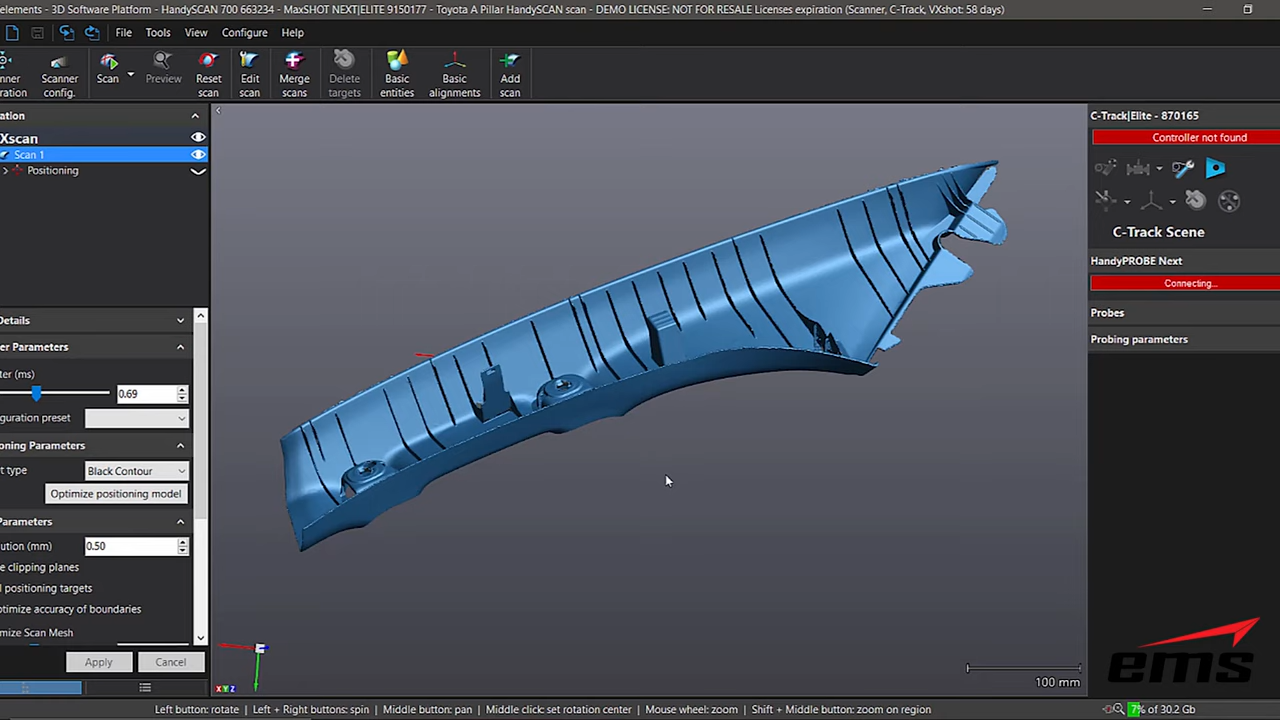 elements - 3D Software Platform - HandySCAN 700 663234 - MaxSHOT NEXT|ELITE 9150177 - Toyota A Pillar HandySCAN scan - DEMO LICENSE: NOT FOR RESALE Licenses expiration (Scanner, C-Track, VXshot: 58 days)
File Tools View Configure Help
nner ration
Scanner config.
Scan
Preview
Reset scan
Edit scan
Merge scans
Delete targets
Basic entities
Basic alignments
Add scan
ation
Xscan
Scan 1
Positioning
Details
er Parameters
ter (ms) 0.69
guration preset
oning Parameters
t type Black Contour
Optimize positioning model
Parameters
ution (mm) 0.50
e clipping planes
l positioning targets
ptimize accuracy of boundaries
mize Scan Mesh
Apply Cancel
C-Track|Elite - 870165
Controller not found
C-Track Scene
HandyPROBE Next
Connecting...
Probes
Probing parameters
X Y Z
100 mm
ems
Left button: rotate | Left + Right buttons: spin | Middle button: pan | Middle click: set rotation center | Mouse wheel: zoom | Shift + Middle button: zoom on region
7% of 30.2 Gb